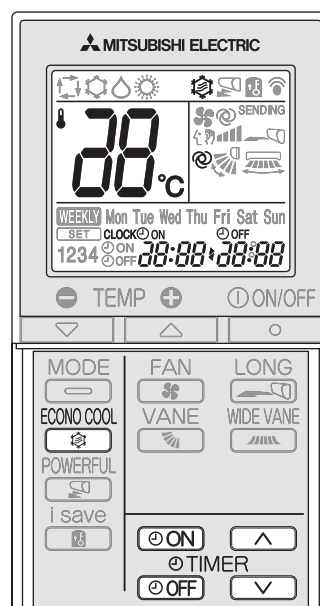 MITSUBISHI ELECTRIC
SENDING
88°C
WEEKLY Mon Tue Wed Thu Fri Sat Sun
SET CLOCK ON OFF
1234 ON OFF 88:88 88:88
TEMP ON/OFF
MODE FAN LONG
ECONO COOL VANE WIDE VANE
POWERFUL
i save
ON
TIMER
OFF